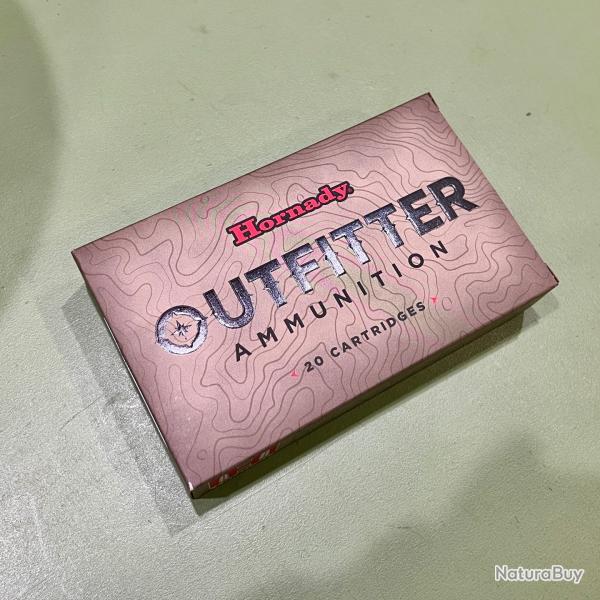 Hornady®
OUTFITTER
AMMUNITION
20 CARTRIDGES
NaturaBuy